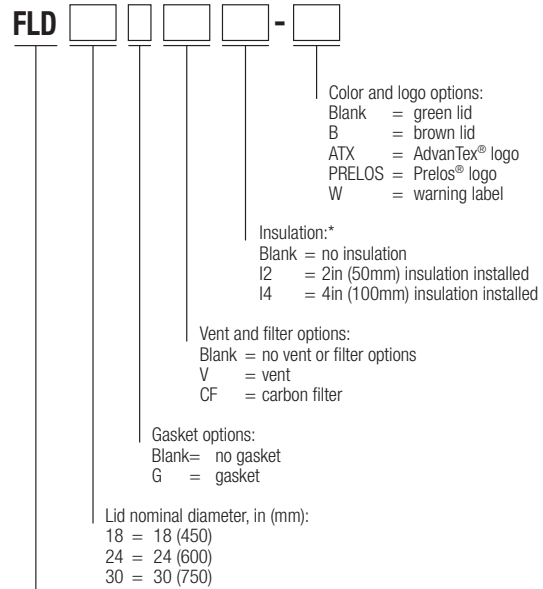 FLD -
Color and logo options:
Blank = green lid
B = brown lid
ATX = AdvanTex® logo
PRELOS = Prelos® logo
W = warning label
Insulation:*
Blank = no insulation
I2 = 2in (50mm) insulation installed
I4 = 4in (100mm) insulation installed
Vent and filter options:
Blank = no vent or filter options
V = vent
CF = carbon filter
Gasket options:
Blank= no gasket
G = gasket
Lid nominal diameter, in (mm):
18 = 18 (450)
24 = 24 (600)
30 = 30 (750)